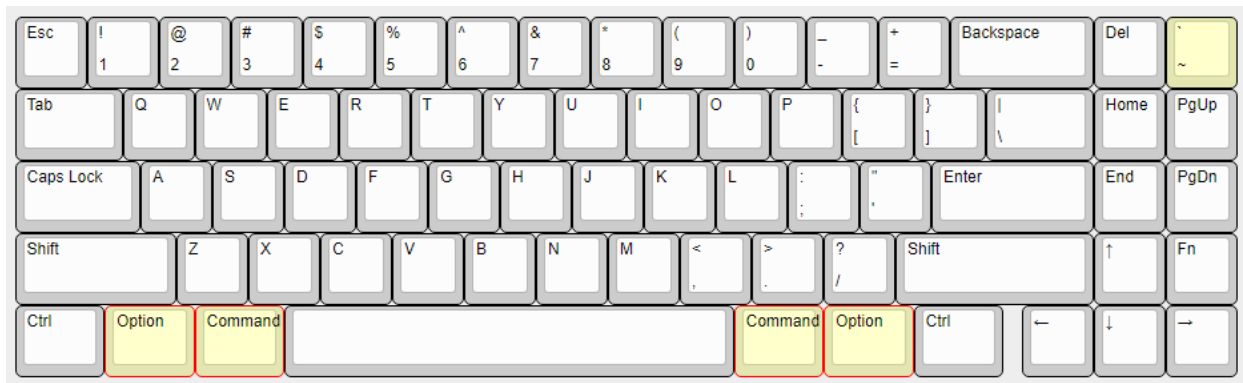 Esc ! @ # $ % ^ & * ( ) _ + Backspace Del `
1 2 3 4 5 6 7 8 9 0 - = ~
Tab Q W E R T Y U I O P { } | Home PgUp
[ ] \
Caps Lock A S D F G H J K L : " Enter End PgDn
; '
Shift Z X C V B N M < > ? Shift ↑ Fn
, . /
Ctrl Option Command Command Option Ctrl ← ↓ →